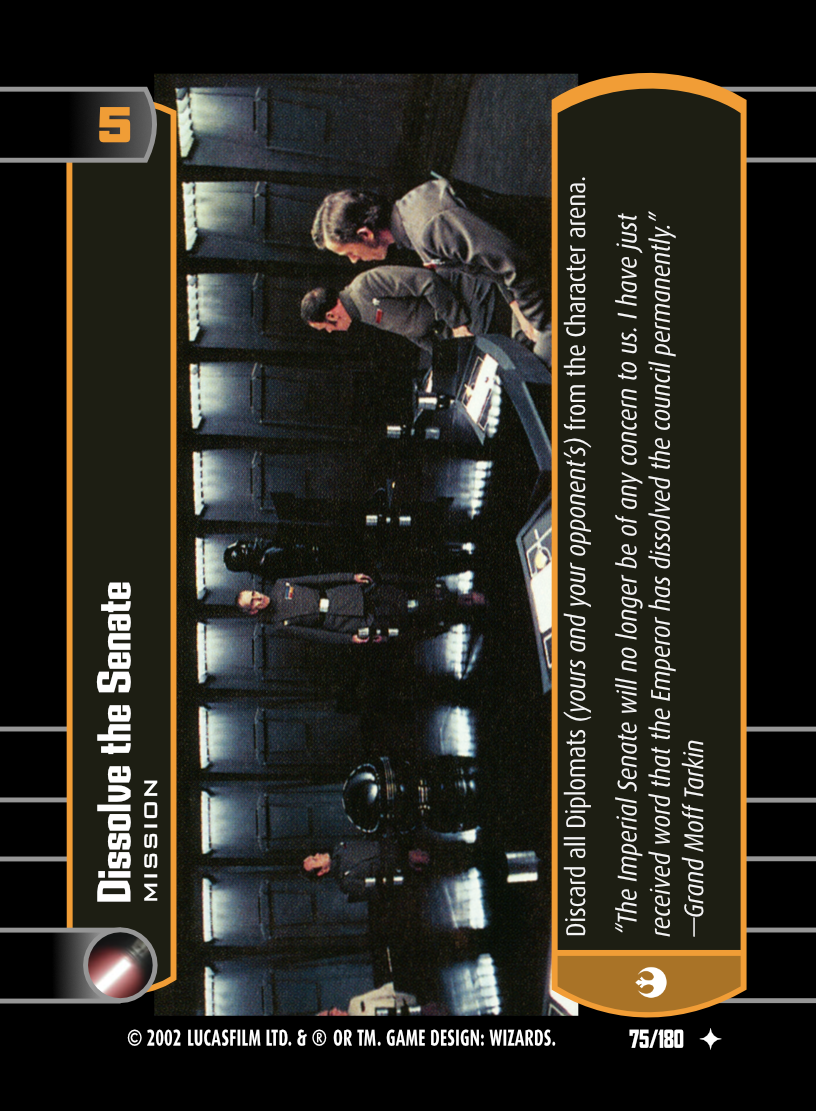 5
Dissolve the Senate
MISSION
Discard all Diplomats (yours and your opponent's) from the Character arena.
“The Imperial Senate will no longer be of any concern to us. I have just
received word that the Emperor has dissolved the council permanently.”
—Grand Moff Tarkin
© 2002 LUCASFILM LTD. & ® OR TM. GAME DESIGN: WIZARDS.
75/180